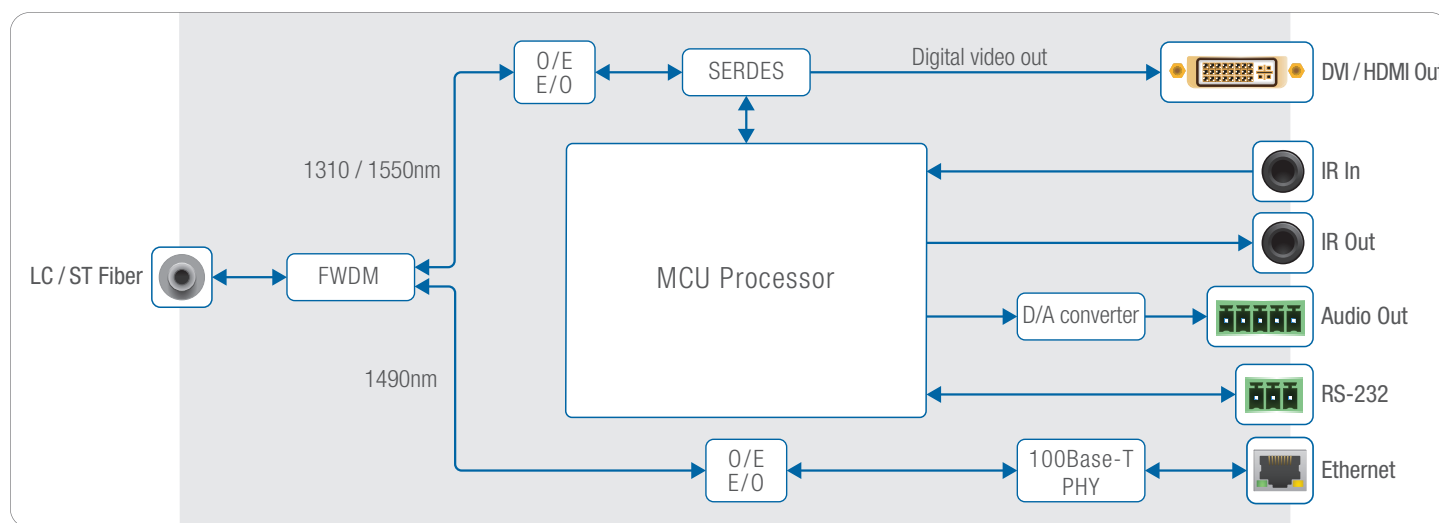 O/E
E/O
SERDES
Digital video out
DVI / HDMI Out
1310 / 1550nm
IR In
IR Out
LC / ST Fiber
FWDM
MCU Processor
D/A converter
Audio Out
1490nm
RS-232
O/E
E/O
100Base-T
PHY
Ethernet